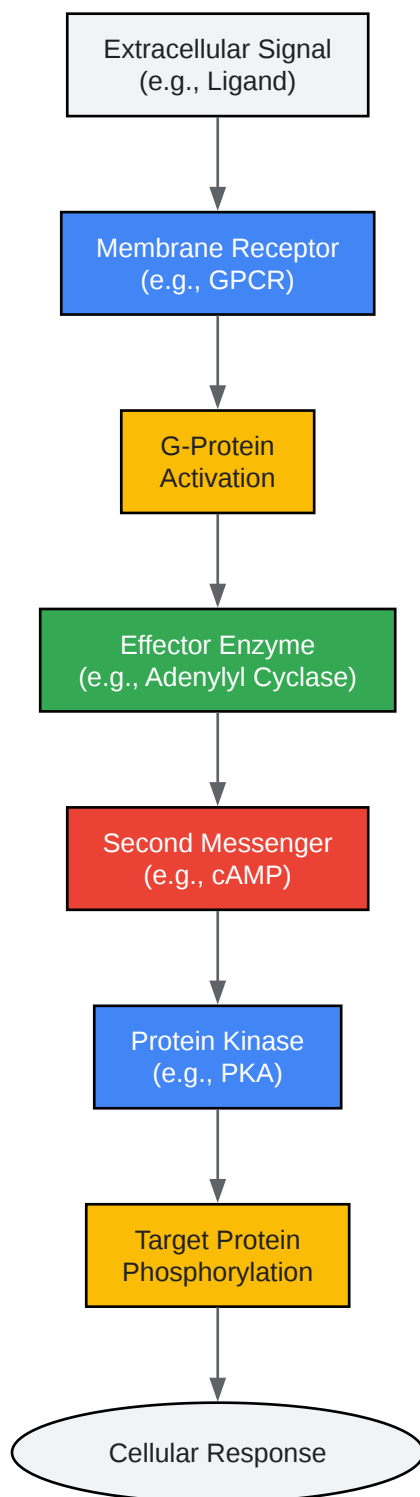 Extracellular Signal
(e.g., Ligand)
Membrane Receptor
(e.g., GPCR)
G-Protein
Activation
Effector Enzyme
(e.g., Adenylyl Cyclase)
Second Messenger
(e.g., cAMP)
Protein Kinase
(e.g., PKA)
Target Protein
Phosphorylation
Cellular Response